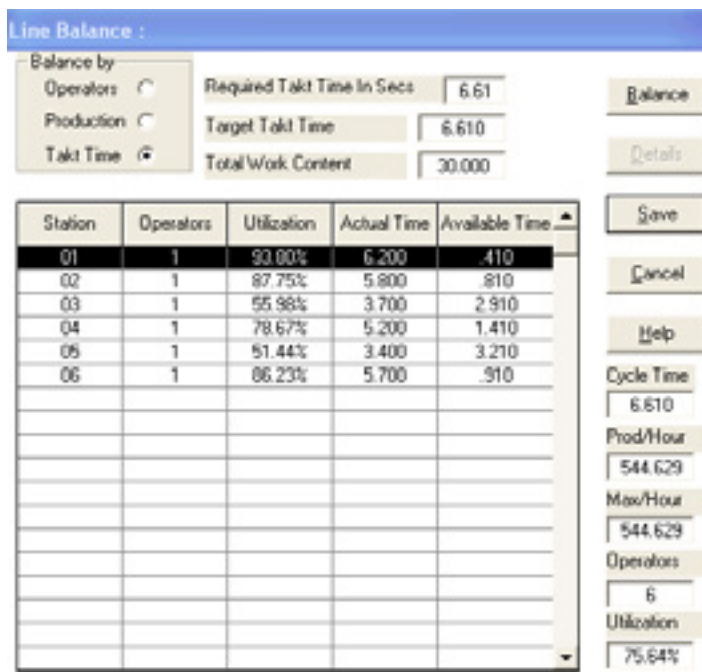 Line Balance :
Balance by
Operators
Production
Takt Time
Required Takt Time In Secs 6.61
Target Takt Time 6.610
Total Work Content 30.000
Balance
Details
Save
Cancel
Help
Station Operators Utilization Actual Time Available Time
01 1 93.80% 6.200 .410
02 1 87.75% 5.800 .810
03 1 55.98% 3.700 2.910
04 1 78.67% 5.200 1.410
05 1 51.44% 3.400 3.210
06 1 86.23% 5.700 .910
Cycle Time
6.610
Prod/Hour
544.629
Max/Hour
544.629
Operators
6
Utilization
75.64%